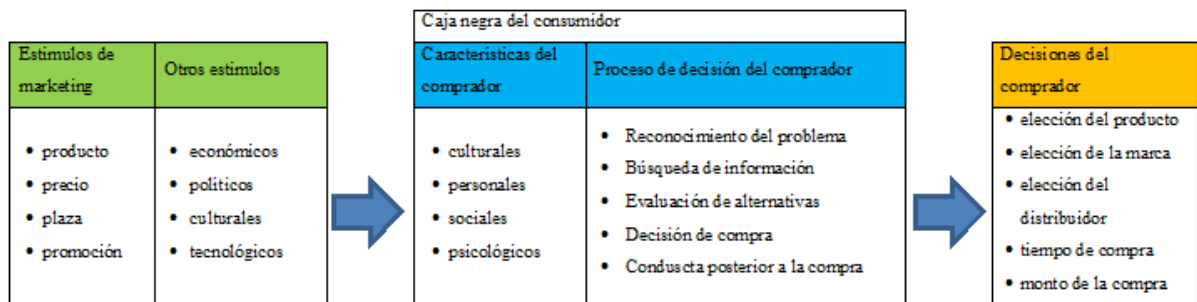 Caja negra del consumidor
Estimulos de
marketing
Otros estimulos
Características del
comprador
Proceso de decisión del comprador
Decisiones del
comprador
• producto
• precio
• plaza
• promoción
• económicos
• políticos
• culturales
• tecnológicos
• culturales
• personales
• sociales
• psicológicos
• Reconocimiento del problema
• Búsqueda de información
• Evaluación de alternativas
• Decisión de compra
• Conduscta posterior a la compra
• elección del producto
• elección de la marca
• elección del
distribuidor
• tiempo de compra
• monto de la compra